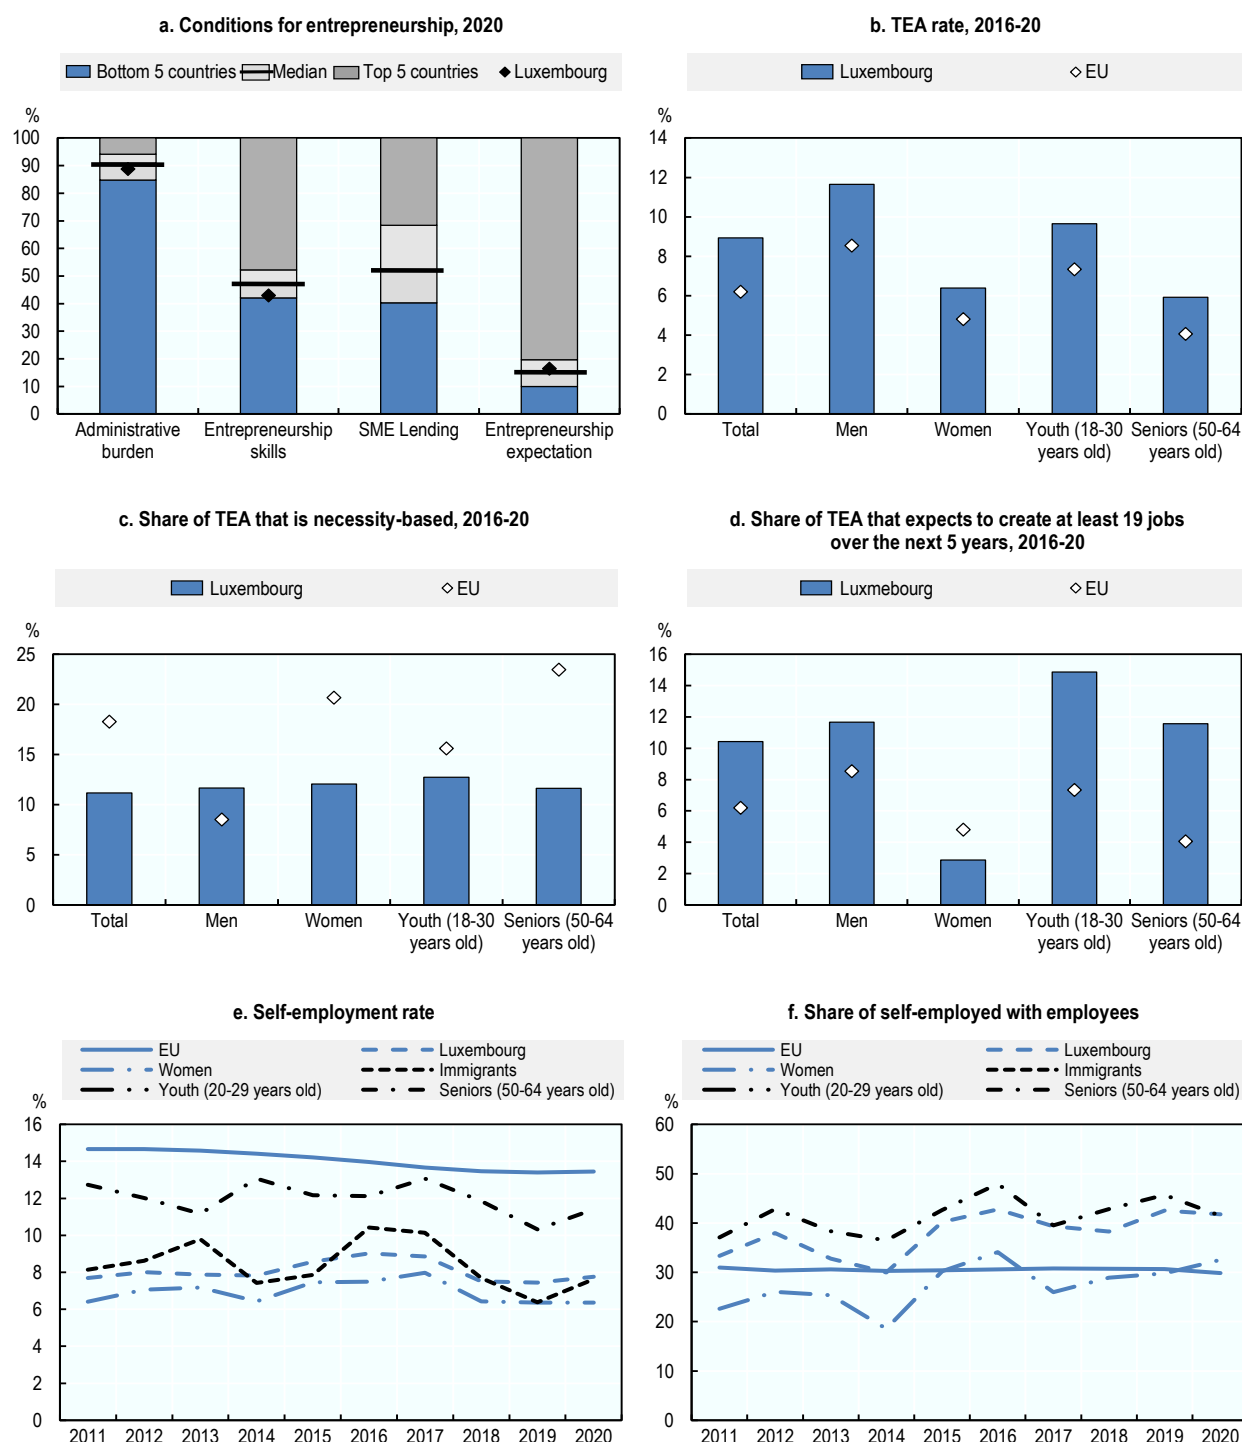 a. Conditions for entrepreneurship, 2020
Bottom 5 countries Median Top 5 countries Luxembourg
%
100
90
80
70
60
50
40
30
20
10
0
Administrative burden
Entrepreneurship skills
SME Lending
Entrepreneurship expectation
b. TEA rate, 2016-20
Luxembourg EU
%
14
12
10
8
6
4
2
0
Total
Men
Women
Youth (18-30 years old)
Seniors (50-64 years old)
c. Share of TEA that is necessity-based, 2016-20
Luxembourg EU
%
25
20
15
10
5
0
Total
Men
Women
Youth (18-30 years old)
Seniors (50-64 years old)
d. Share of TEA that expects to create at least 19 jobs
over the next 5 years, 2016-20
Luxmebourg EU
%
16
14
12
10
8
6
4
2
0
Total
Men
Women
Youth (18-30 years old)
Seniors (50-64 years old)
e. Self-employment rate
EU Luxembourg
Women Immigrants
Youth (20-29 years old) Seniors (50-64 years old)
%
16
14
12
10
8
6
4
2
0
2011 2012 2013 2014 2015 2016 2017 2018 2019 2020
f. Share of self-employed with employees
EU Luxembourg
Women Immigrants
Youth (20-29 years old) Seniors (50-64 years old)
%
60
50
40
30
20
10
0
2011 2012 2013 2014 2015 2016 2017 2018 2019 2020